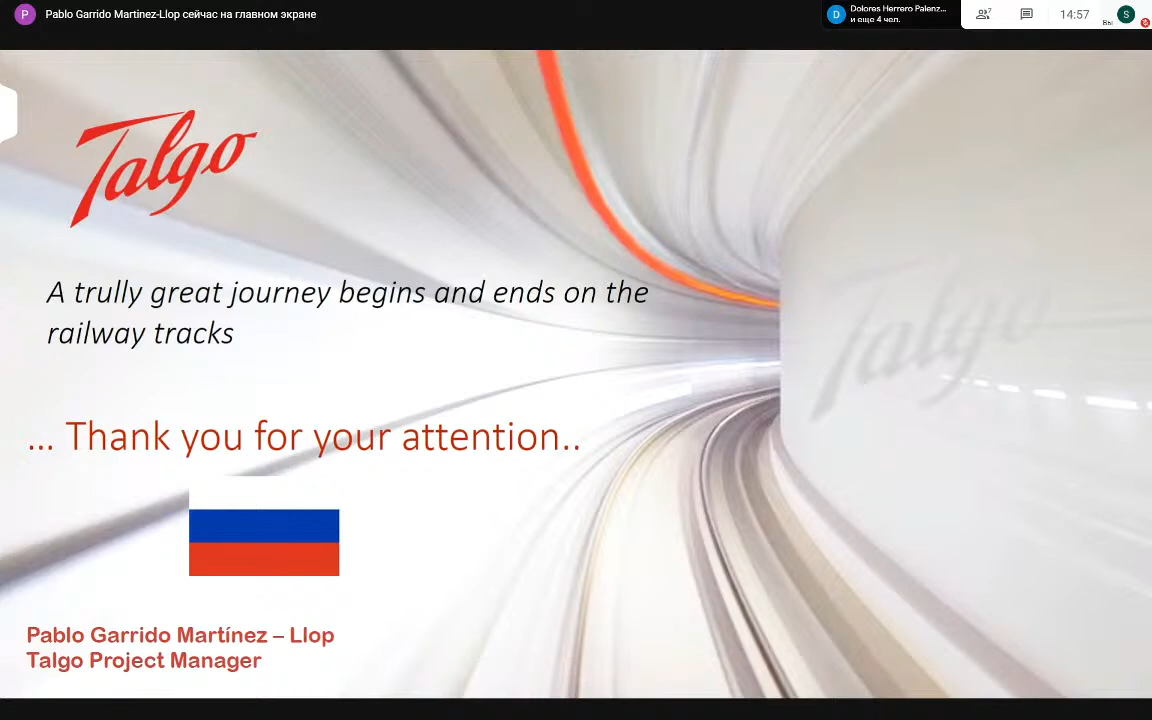 P
Pablo Garrido Martinez-Llop сейчас на главном экране
D
Dolores Herrero Palenz...
и еще 4 чел.
7
14:57
Вы
S
Talgo
Talgo
A trully great journey begins and ends on the
railway tracks
... Thank you for your attention..
Pablo Garrido Martínez – Llop
Talgo Project Manager